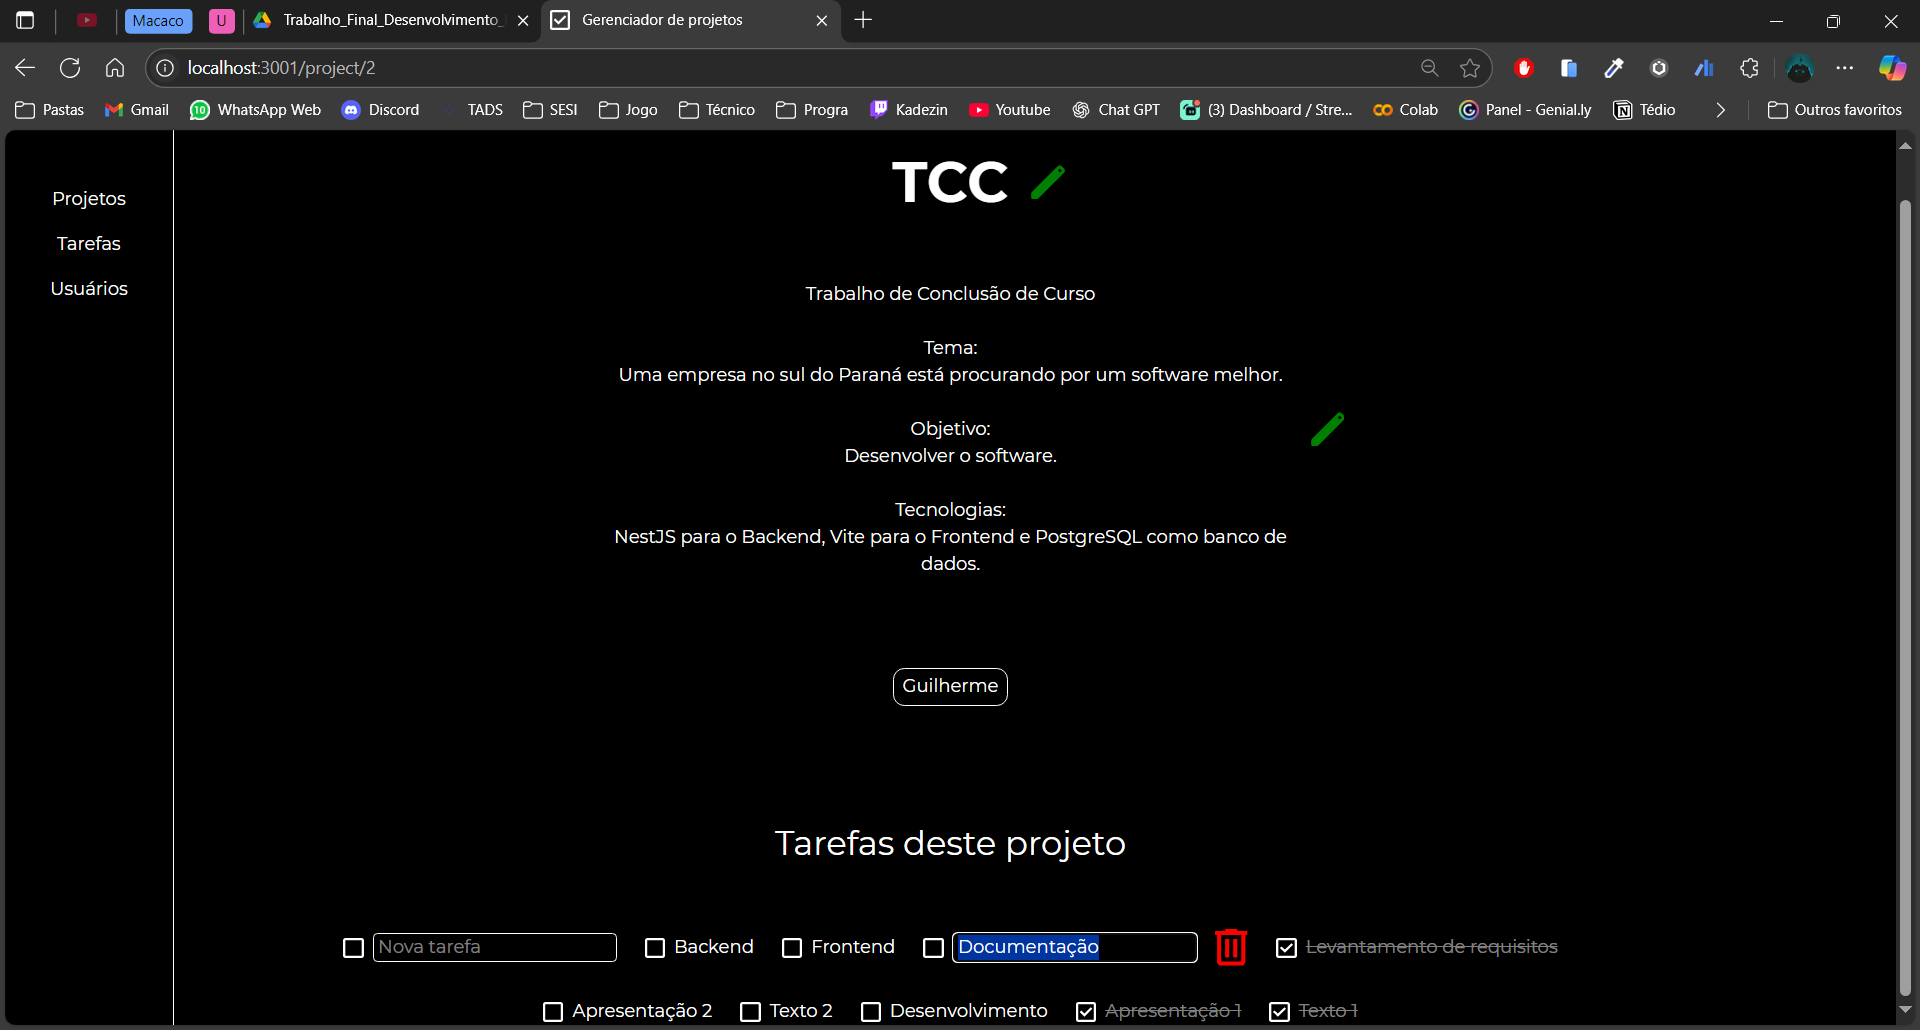 Macaco U Trabalho_Final_Desenvolvimento_ Gerenciador de projetos
localhost:3001/project/2
Pastas Gmail 10 WhatsApp Web Discord TADS SESI Jogo Técnico Progra Kadezin Youtube Chat GPT (3) Dashboard / Stre... Colab Panel - Genial.ly Tédio Outros favoritos
TCC
Projetos
Tarefas
Usuários
Trabalho de Conclusão de Curso
Tema:
Uma empresa no sul do Paraná está procurando por um software melhor.
Objetivo:
Desenvolver o software.
Tecnologias:
NestJS para o Backend, Vite para o Frontend e PostgreSQL como banco de
dados.
Guilherme
Tarefas deste projeto
Nova tarefa Backend Frontend Documentação Levantamento de requisitos
Apresentação 2 Texto 2 Desenvolvimento Apresentação 1 Texto 1